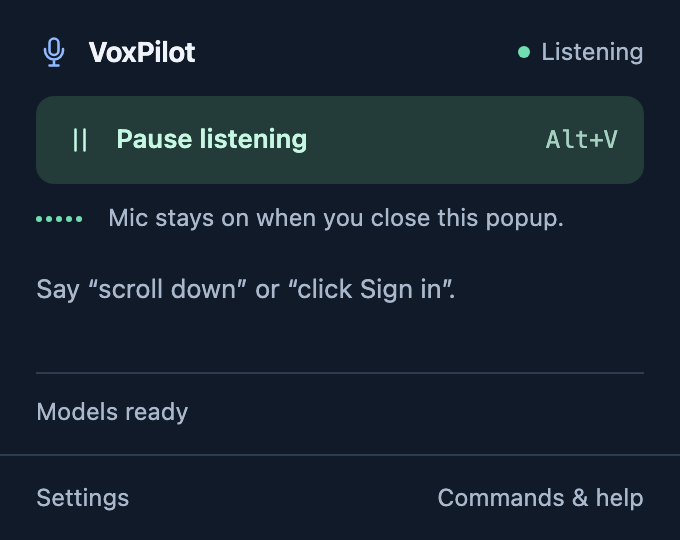 VoxPilot
Listening
Pause listening
Alt+V
Mic stays on when you close this popup.
Say “scroll down” or “click Sign in”.
Models ready
Settings
Commands & help